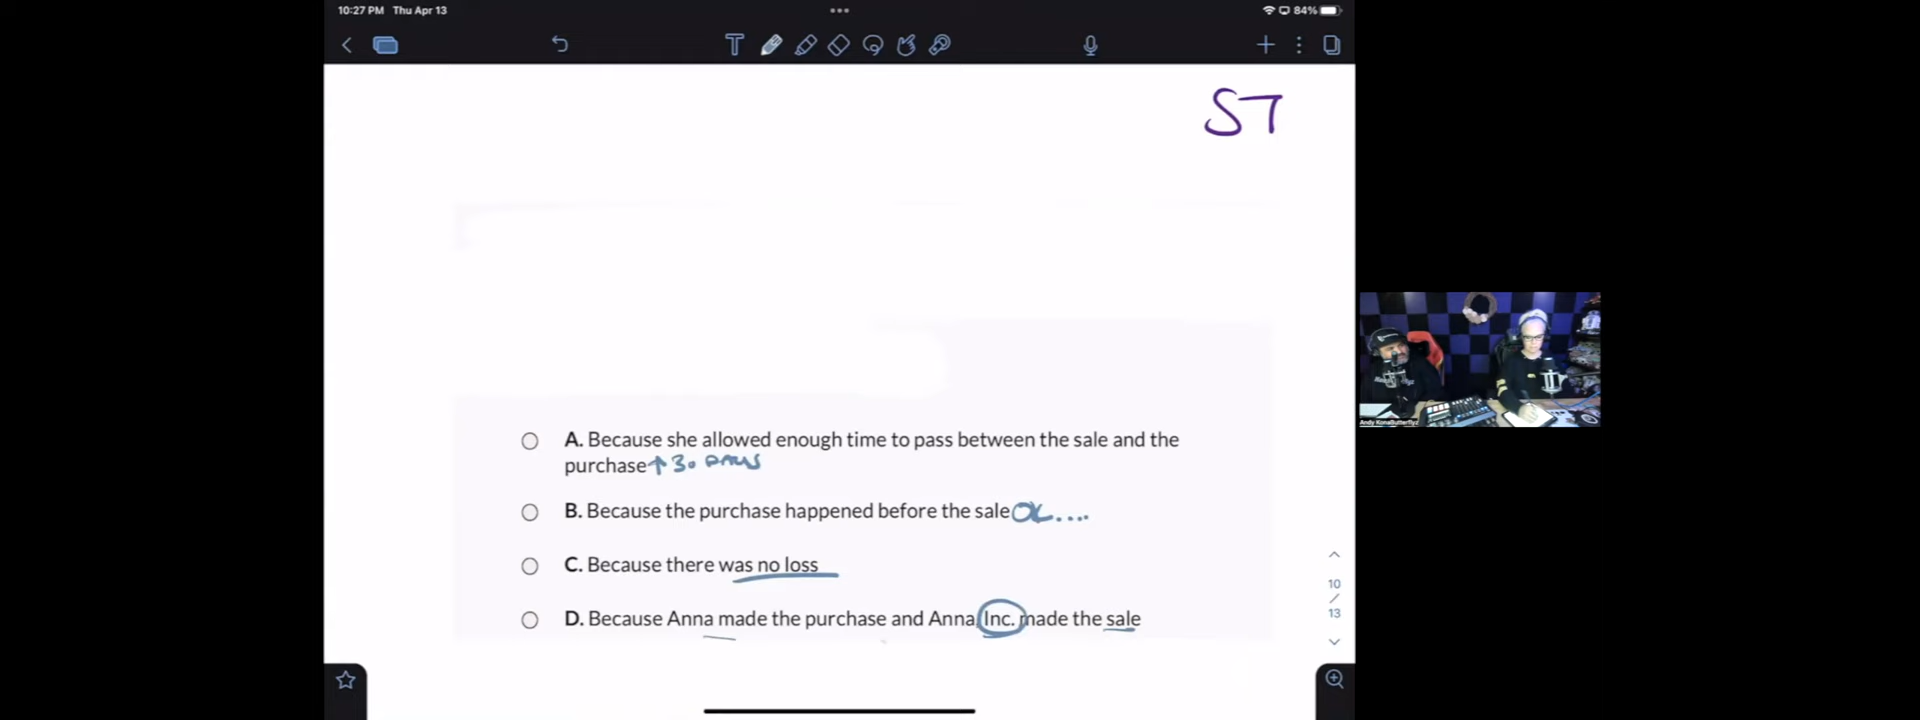 10:27 PM Thu Apr 13
84%
ST
A. Because she allowed enough time to pass between the sale and the
purchase ↑ 30 DAYS
B. Because the purchase happened before the sale OK....
C. Because there was no loss
D. Because Anna made the purchase and Anna, Inc. made the sale
10
/
13
Andy KonaButterflyz